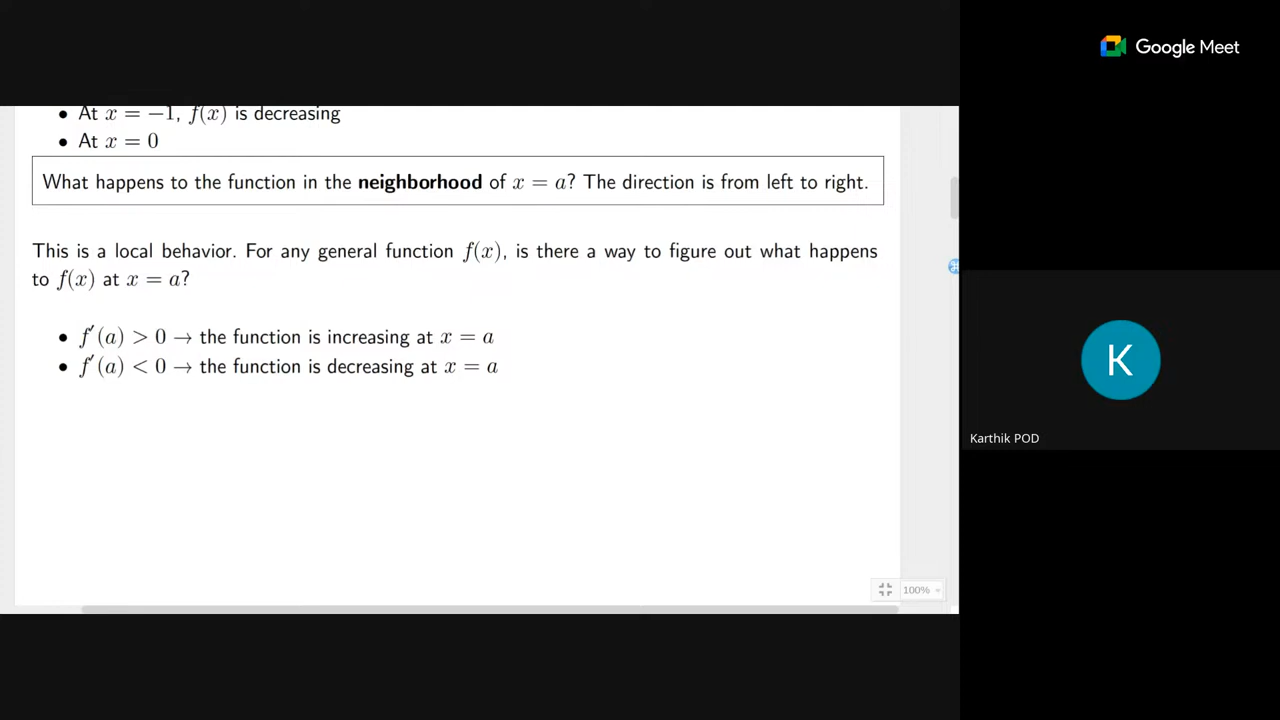 Google Meet
• At x = −1, f(x) is decreasing
• At x = 0
What happens to the function in the neighborhood of x = a? The direction is from left to right.
This is a local behavior. For any general function f(x), is there a way to figure out what happens
to f(x) at x = a?
• f′(a) > 0 → the function is increasing at x = a
• f′(a) < 0 → the function is decreasing at x = a
K
Karthik POD
100%